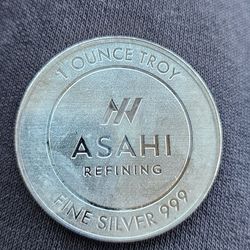 1 OUNCE TROY
ASAHI
REFINING
FINE SILVER 999